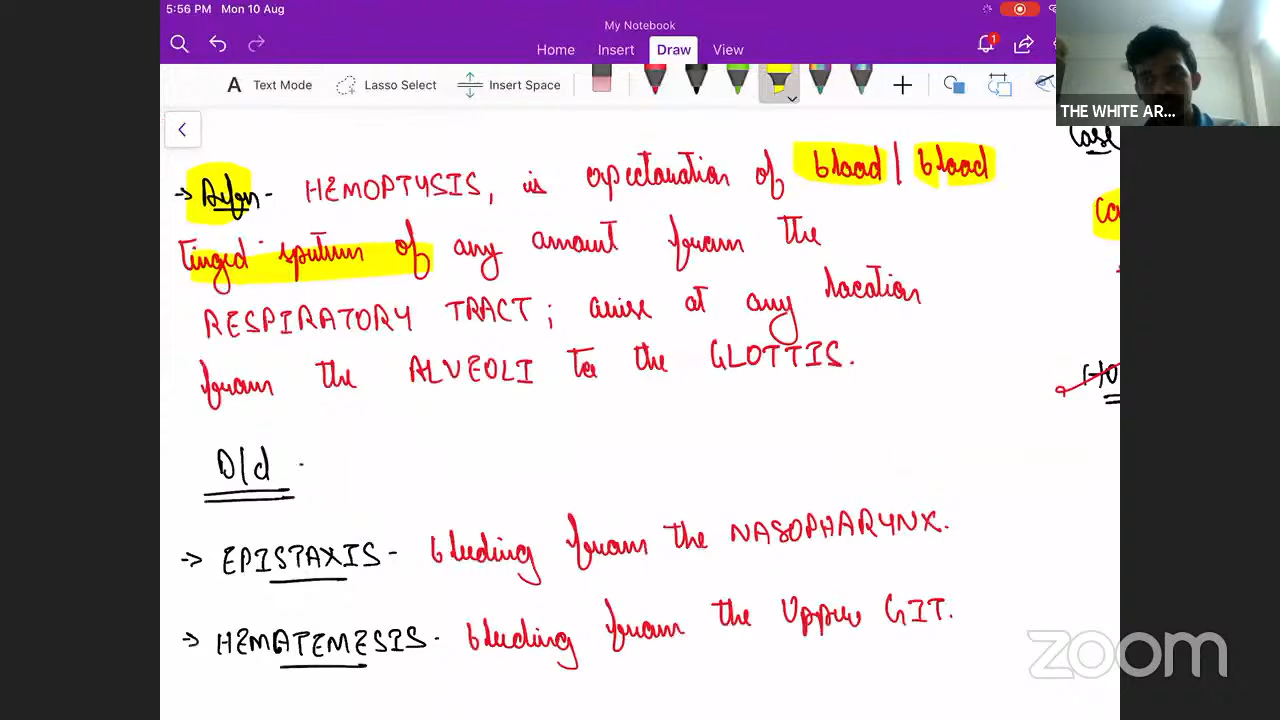 5:56 PM Mon 10 Aug
My Notebook
Home Insert Draw View
1
Text Mode Lasso Select Insert Space
THE WHITE AR...
Case
→ Defn - HEMOPTYSIS, is expectoration of blood / blood
tinged sputum of any amount from the
RESPIRATORY TRACT; arise at any location
from the ALVEOLI to the GLOTTIS.
D/d -
→ EPISTAXIS - bleeding from the NASOPHARYNX.
→ HEMATEMESIS - bleeding from the Upper GIT.
zoom